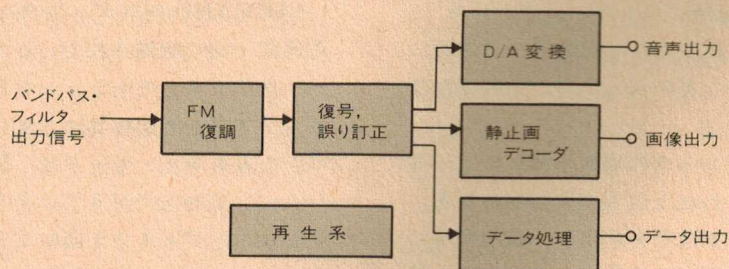 バンドパス・
フィルタ
出力信号
FM
復調
復号,
誤り訂正
D/A変換
音声出力
静止画
デコーダ
画像出力
データ処理
データ出力
再生系